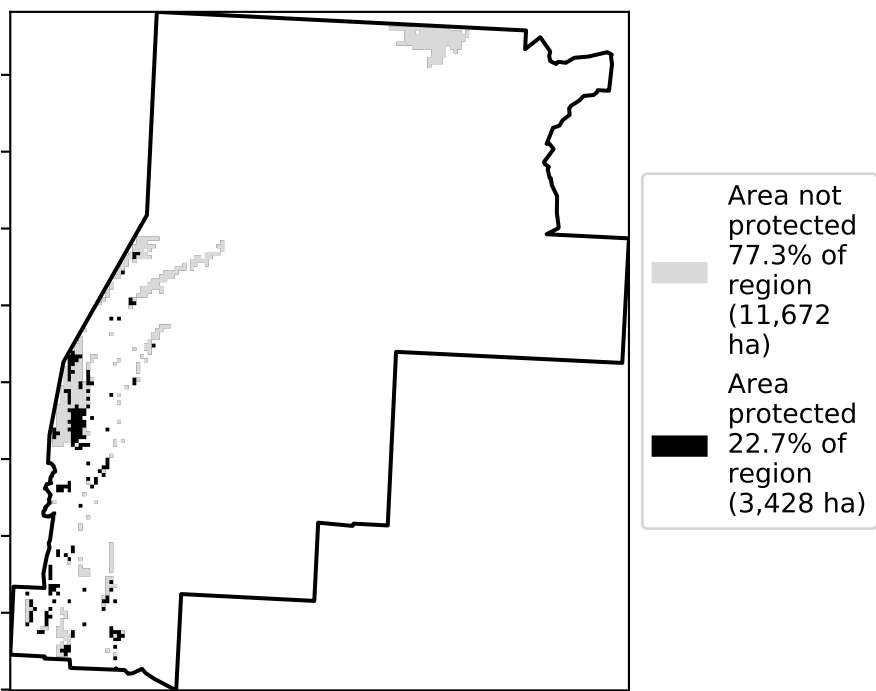 Area not
protected
77.3% of
region
(11,672
ha)
Area
protected
22.7% of
region
(3,428 ha)